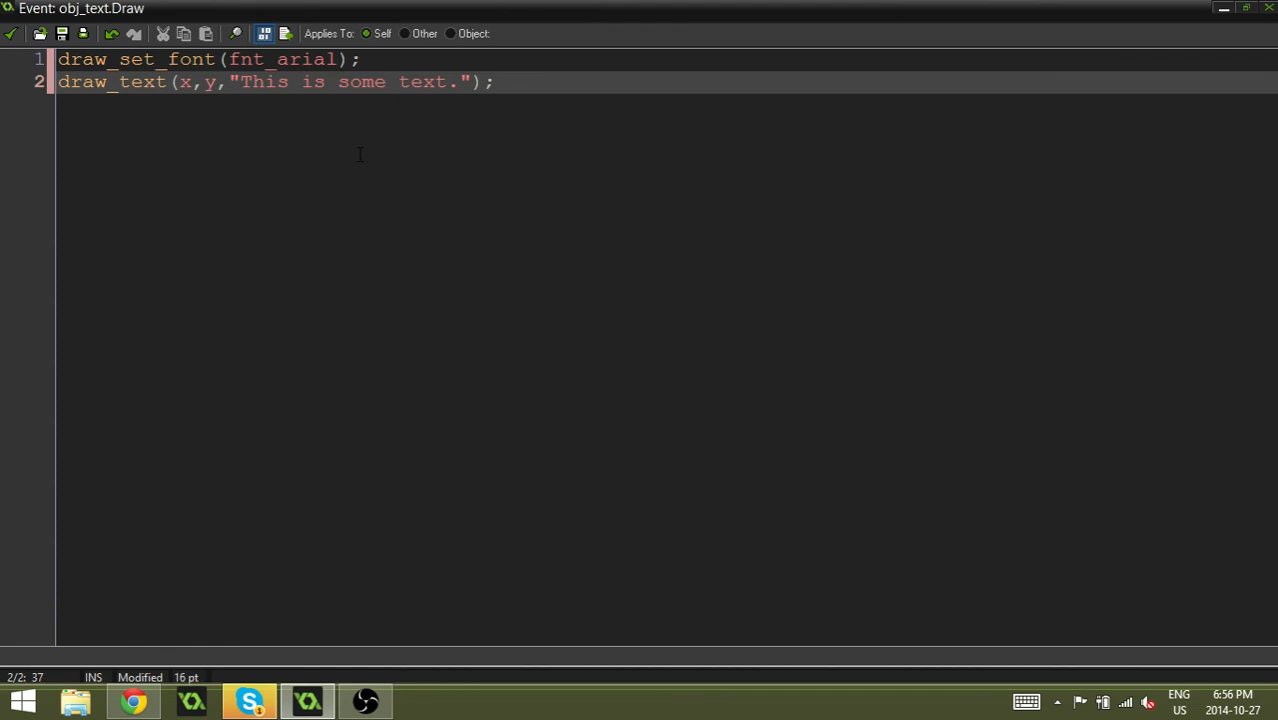 Event: obj_text.Draw
Applies To: Self Other Object:
1 draw_set_font(fnt_arial);
2 draw_text(x,y,"This is some text.");
2/2: 37 INS Modified 16 pt
S 1
ENG 6:56 PM
US 2014-10-27